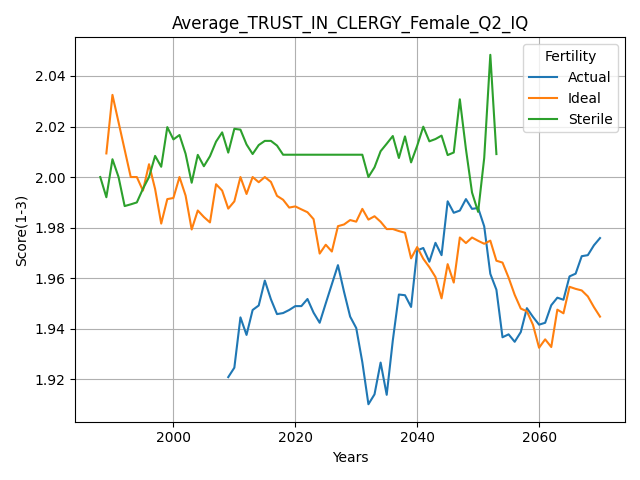 Average_TRUST_IN_CLERGY_Female_Q2_IQ
Fertility
Actual
Ideal
Sterile
Score(1-3)
2.04
2.02
2.00
1.98
1.96
1.94
1.92
2000
2020
2040
2060
Years